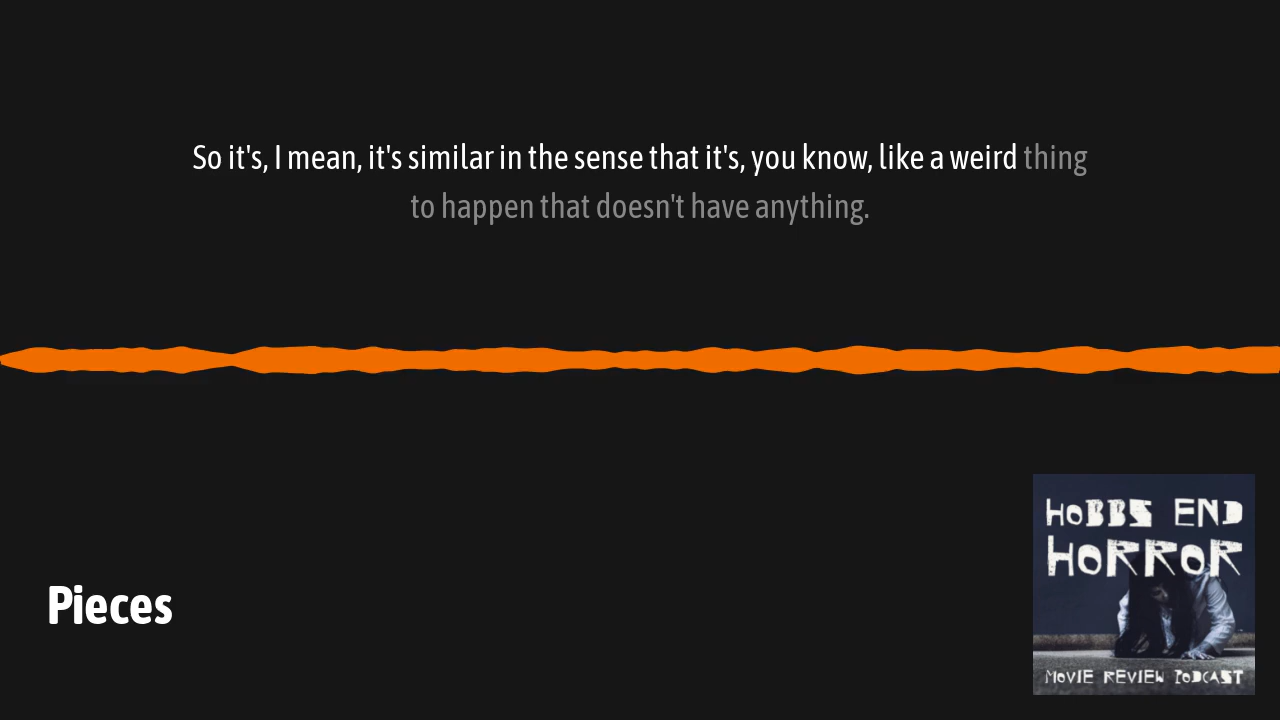 So it's, I mean, it's similar in the sense that it's, you know, like a weird thing
to happen that doesn't have anything.
Pieces
HOBBS END
HORROR
MOVIE REVIEW PODCAST